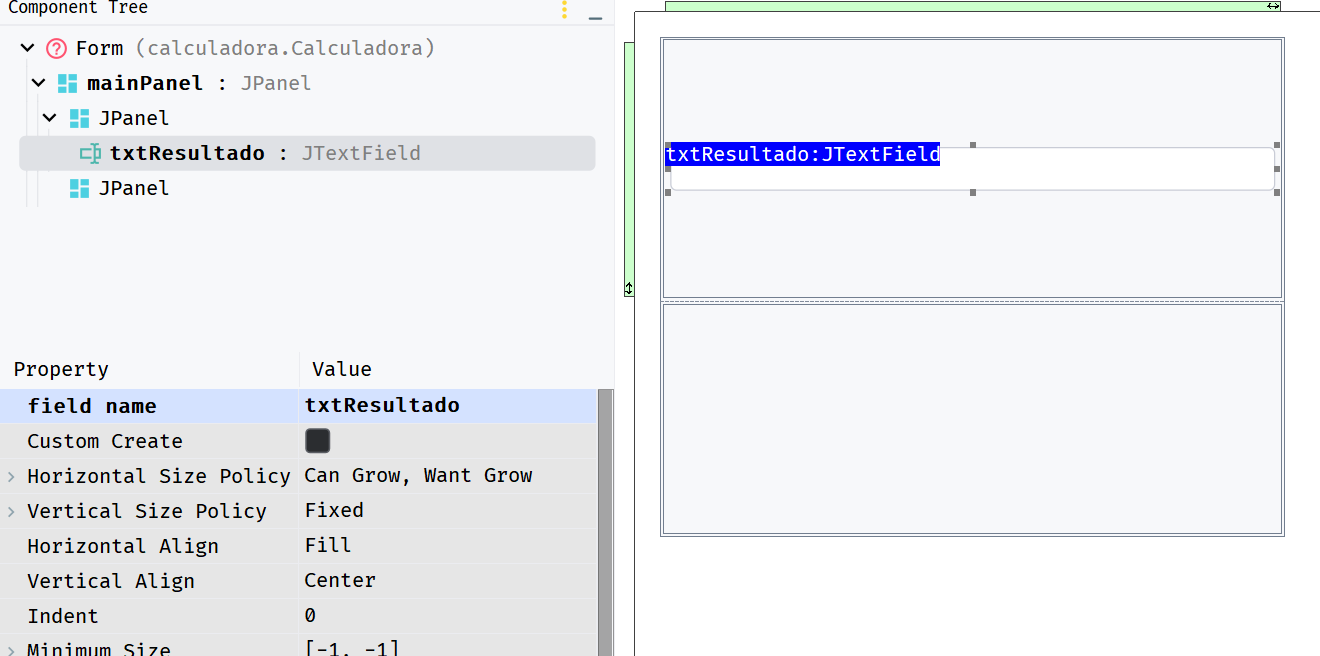 Component Tree
Form (calculadora.Calculadora)
mainPanel : JPanel
JPanel
txtResultado : JTextField
JPanel
txtResultado:JTextField
Property Value
field name txtResultado
Custom Create
Horizontal Size Policy Can Grow, Want Grow
Vertical Size Policy Fixed
Horizontal Align Fill
Vertical Align Center
Indent 0
Minimum Size [-1, -1]